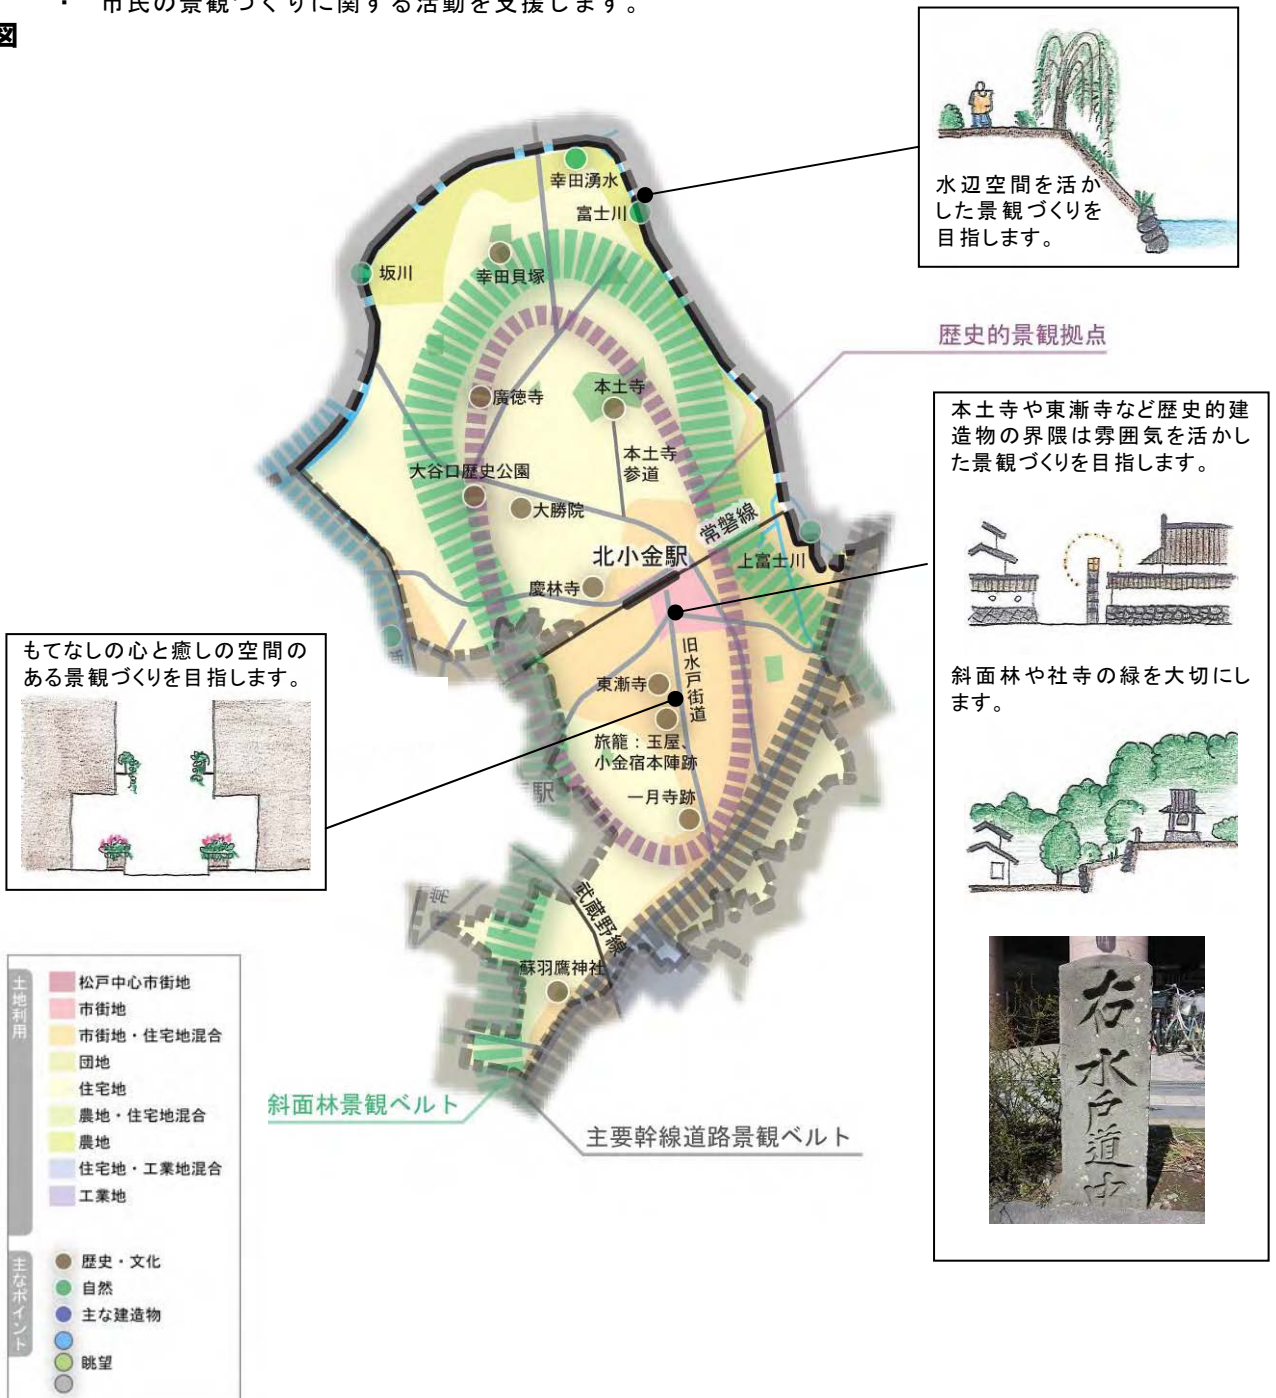 ・ 市民の景観づくりに関する活動を支援します。
図
水辺空間を活か
した景観づくりを
目指します。
幸田湧水
富士川
坂川
幸田貝塚
歴史的景観拠点
廣徳寺
本土寺
本土寺
参道
大谷口歴史公園
大勝院
常磐線
北小金駅
上富士川
慶林寺
旧水戸街道
東漸寺
旅籠：玉屋、
小金宿本陣跡
駅
一月寺跡
常
武蔵野線
蘇羽鷹神社
斜面林景観ベルト
主要幹線道路景観ベルト
本土寺や東漸寺など歴史的建
造物の界隈は雰囲気を活かし
た景観づくりを目指します。
斜面林や社寺の緑を大切にし
ます。
右水戸道中
もてなしの心と癒しの空間の
ある景観づくりを目指します。
土地利用
松戸中心市街地
市街地
市街地・住宅地混合
団地
住宅地
農地・住宅地混合
農地
住宅地・工業地混合
工業地
主なポイント
歴史・文化
自然
主な建造物
眺望